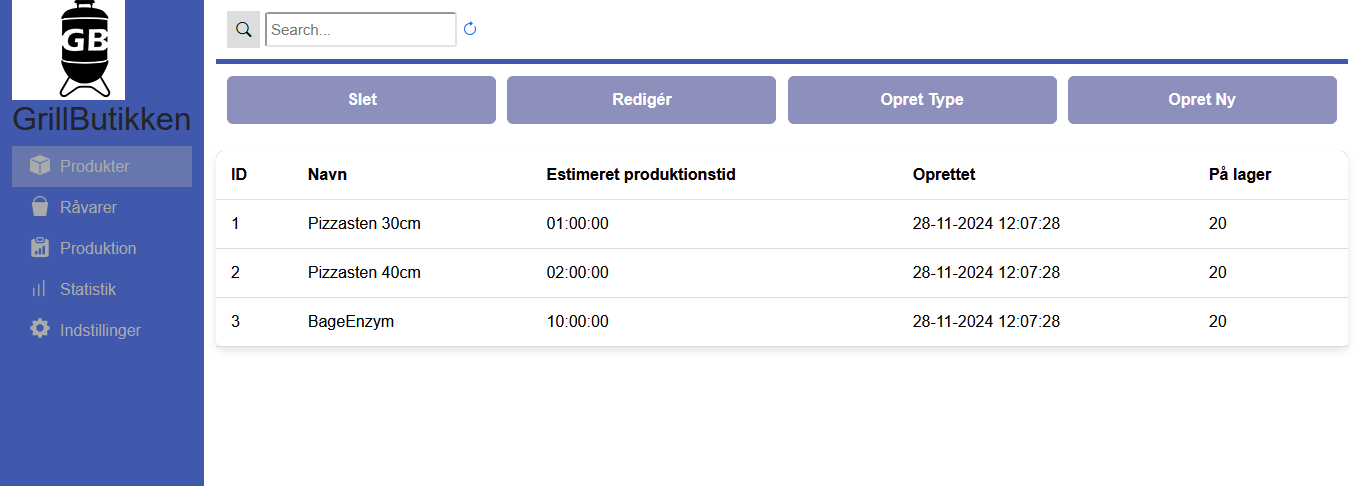 GB
GrillButikken
Produkter
Råvarer
Produktion
Statistik
Indstillinger
Search...
Slet Redigér Opret Type Opret Ny
ID Navn Estimeret produktionstid Oprettet På lager
1 Pizzasten 30cm 01:00:00 28-11-2024 12:07:28 20
2 Pizzasten 40cm 02:00:00 28-11-2024 12:07:28 20
3 BageEnzym 10:00:00 28-11-2024 12:07:28 20